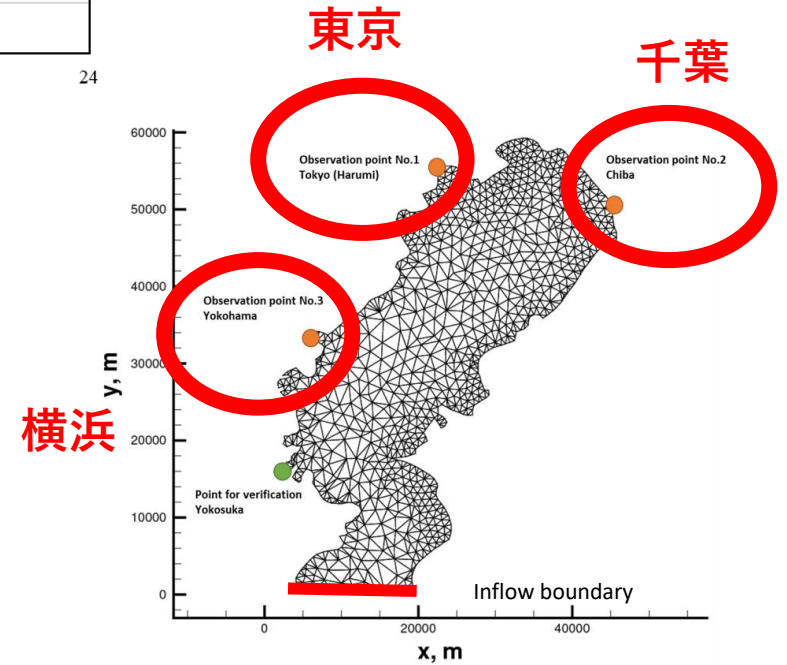 東京
千葉
24
60000
50000
40000
30000
20000
10000
0
y, m
Observation point No.1
Tokyo (Harumi)
Observation point No.2
Chiba
Observation point No.3
Yokohama
横浜
Point for verification
Yokosuka
Inflow boundary
0
20000
40000
x, m